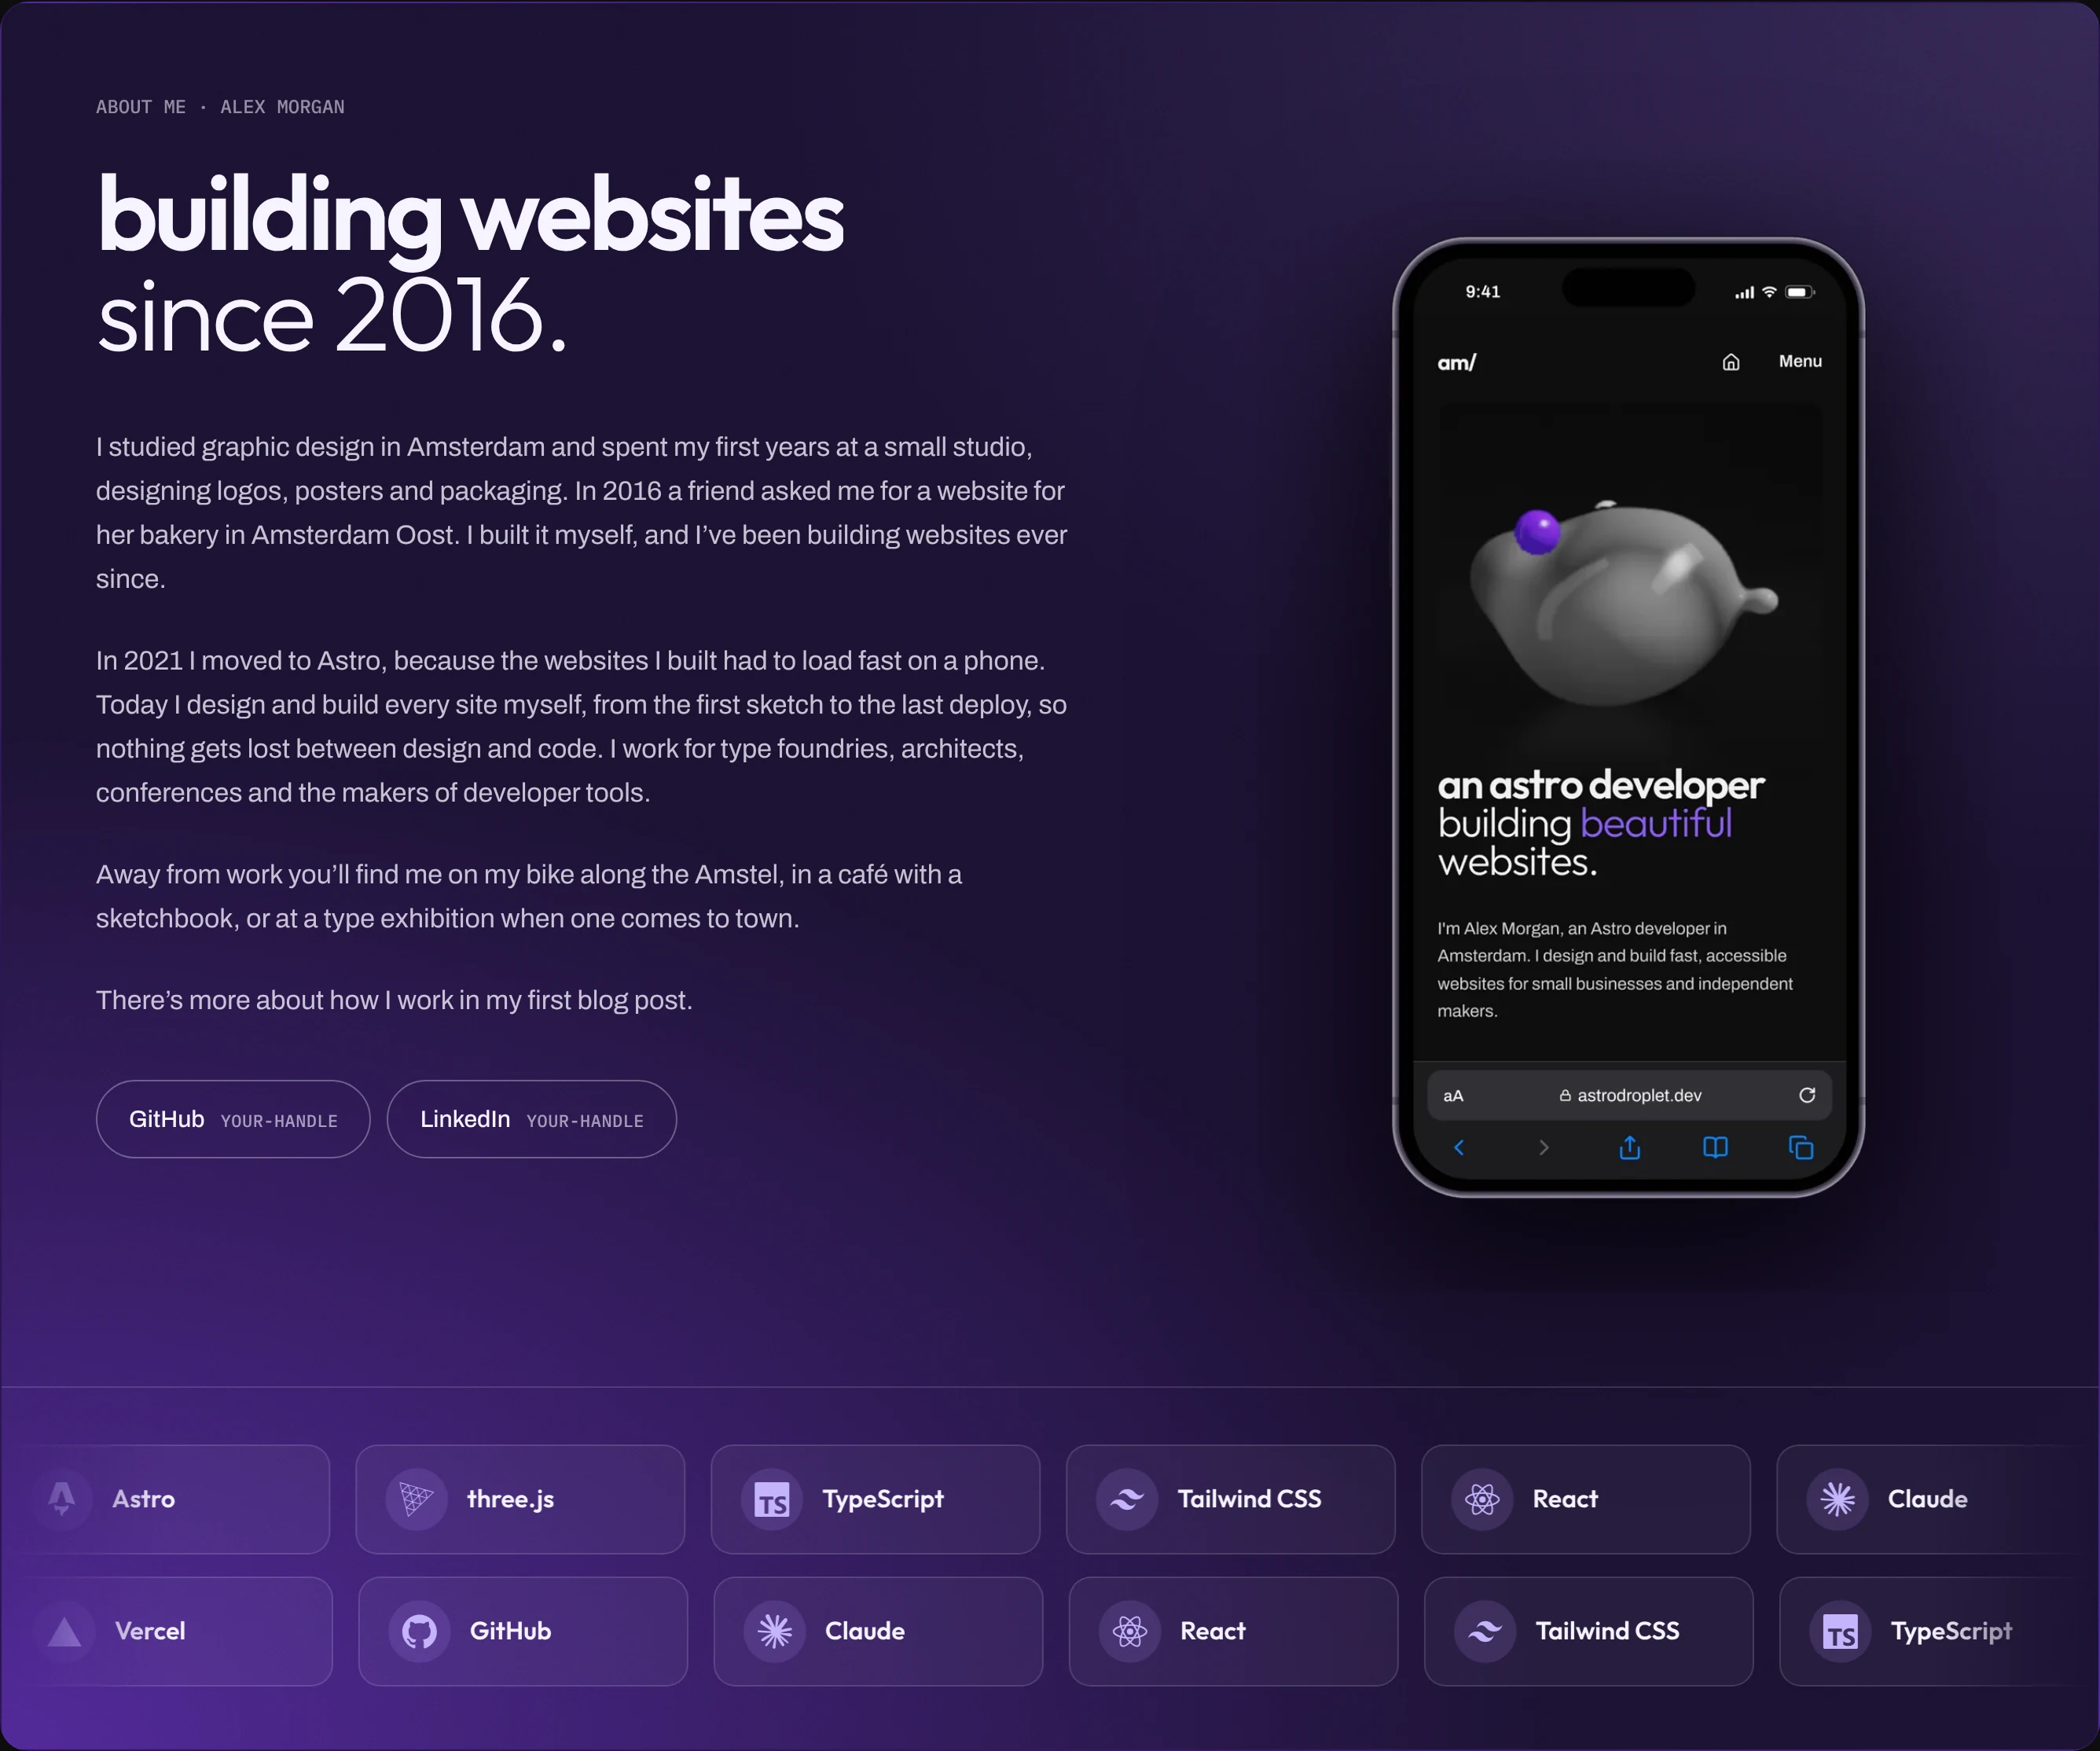 ABOUT ME · ALEX MORGAN
building websites
since 2016.
I studied graphic design in Amsterdam and spent my first years at a small studio,
designing logos, posters and packaging. In 2016 a friend asked me for a website for
her bakery in Amsterdam Oost. I built it myself, and I’ve been building websites ever
since.
In 2021 I moved to Astro, because the websites I built had to load fast on a phone.
Today I design and build every site myself, from the first sketch to the last deploy, so
nothing gets lost between design and code. I work for type foundries, architects,
conferences and the makers of developer tools.
Away from work you’ll find me on my bike along the Amstel, in a café with a
sketchbook, or at a type exhibition when one comes to town.
There’s more about how I work in my first blog post.
GitHub YOUR-HANDLE
LinkedIn YOUR-HANDLE
9:41
am/
Menu
an astro developer
building beautiful
websites.
I'm Alex Morgan, an Astro developer in
Amsterdam. I design and build fast, accessible
websites for small businesses and independent
makers.
aA
astrodroplet.dev
Astro
three.js
TS
TypeScript
Tailwind CSS
React
Claude
Vercel
GitHub
Claude
React
Tailwind CSS
TS
TypeScript